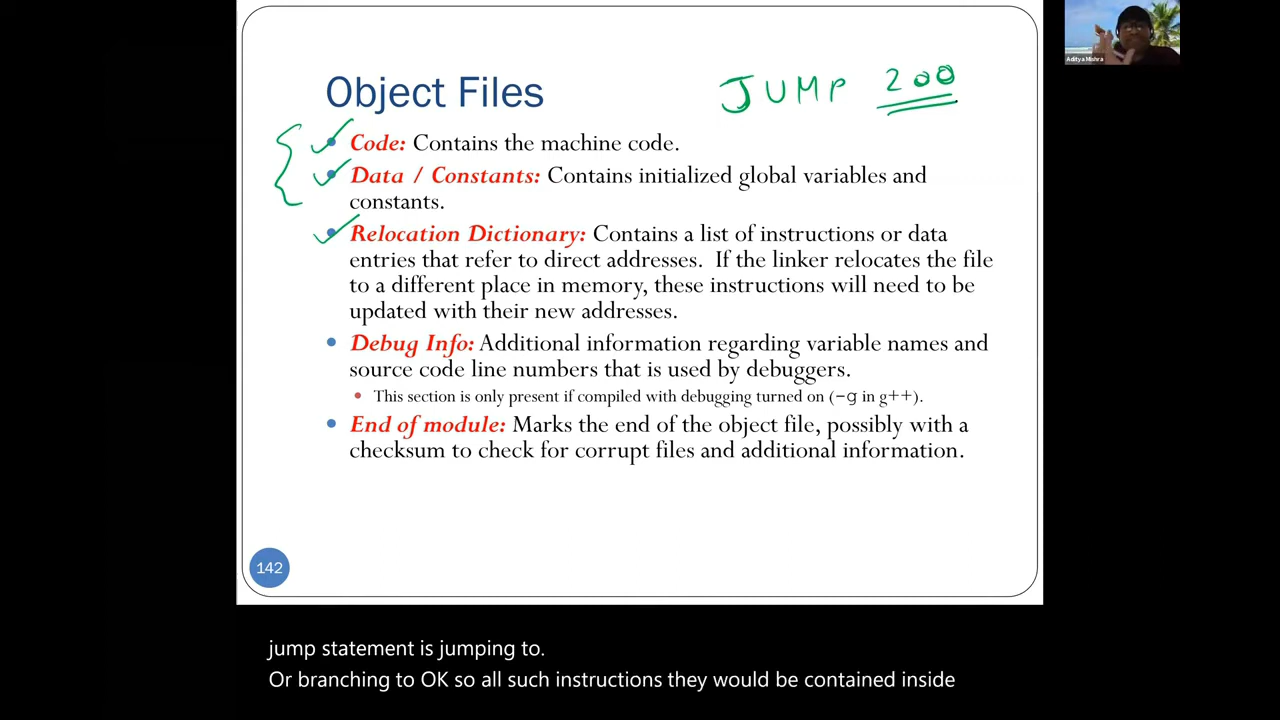 Object Files
JUMP 200
Aditya Mishra
• Code: Contains the machine code.
• Data / Constants: Contains initialized global variables and
constants.
• Relocation Dictionary: Contains a list of instructions or data
entries that refer to direct addresses. If the linker relocates the file
to a different place in memory, these instructions will need to be
updated with their new addresses.
• Debug Info: Additional information regarding variable names and
source code line numbers that is used by debuggers.
• This section is only present if compiled with debugging turned on (-g in g++).
• End of module: Marks the end of the object file, possibly with a
checksum to check for corrupt files and additional information.
142
jump statement is jumping to.
Or branching to OK so all such instructions they would be contained inside